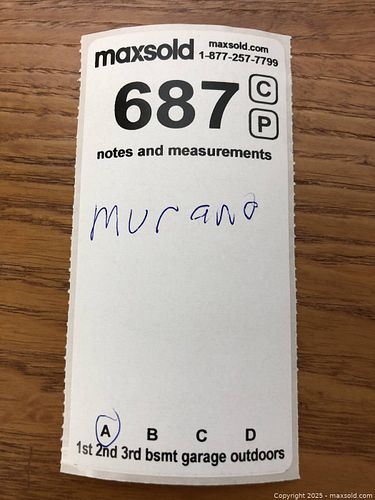 maxsold maxsold.com
1-877-257-7799
687 C
P
notes and measurements
murano
A B C D
1st 2nd 3rd bsmt garage outdoors
Copyright 2025 - maxsold.com